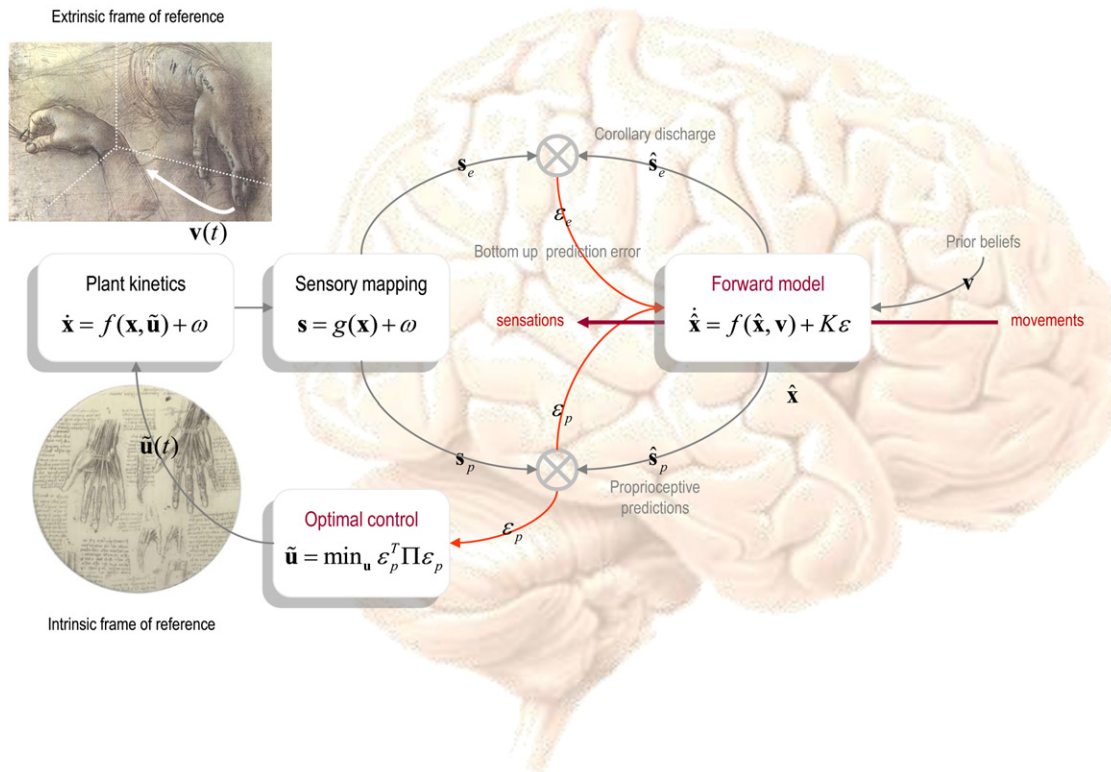 Extrinsic frame of reference
Corollary discharge
s_e
ŝ_e
v(t)
ε_e
Bottom up prediction error
Prior beliefs
v
Plant kinetics
ẋ = f(x, ũ) + ω
Sensory mapping
s = g(x) + ω
Forward model
x̂̇ = f(x̂, v) + Kε
sensations
movements
x̂
ε_p
ũ(t)
s_p
ŝ_p
Proprioceptive
predictions
Optimal control
ũ = min_u ε_p^T Π ε_p
ε_p
Intrinsic frame of reference